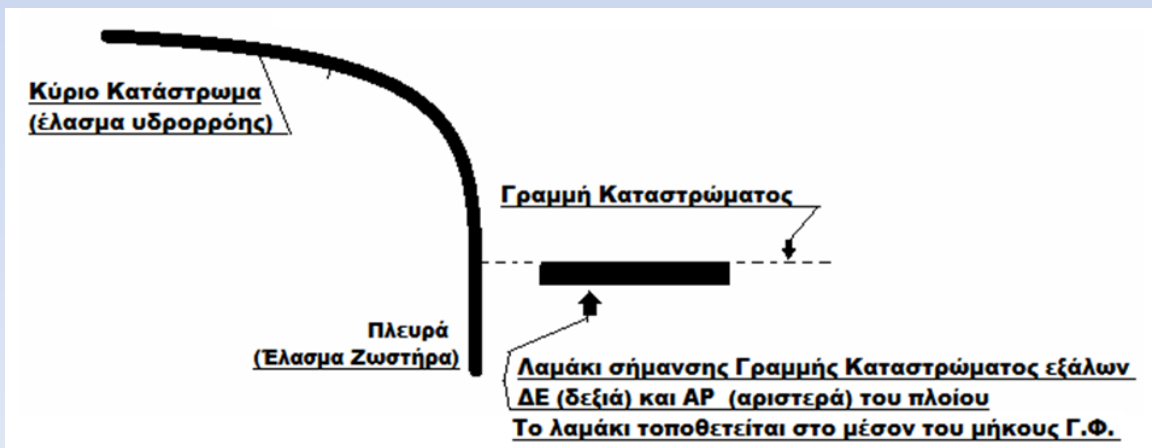 Κύριο Κατάστρωμα
(έλασμα υδρορρόης)
Γραμμή Καταστρώματος
Πλευρά
(Έλασμα Ζωστήρα)
Λαμάκι σήμανσης Γραμμής Καταστρώματος εξάλων
ΔΕ (δεξιά) και ΑΡ (αριστερά) του πλοίου
Το λαμάκι τοποθετείται στο μέσον του μήκους Γ.Φ.